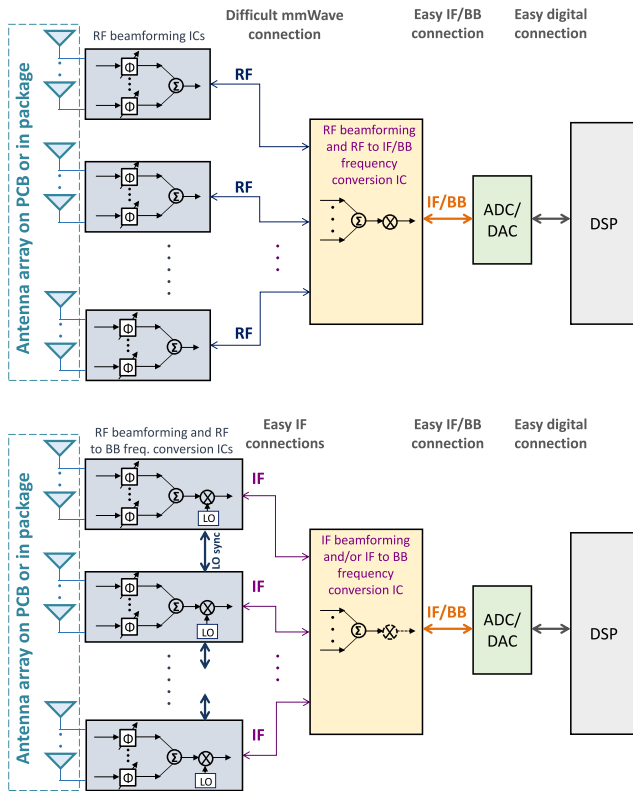 Difficult mmWave
connection
Easy IF/BB
connection
Easy digital
connection
RF beamforming ICs
Antenna array on PCB or in package
Φ
Φ
Σ
RF
Φ
Φ
Σ
RF
Φ
Φ
Σ
RF
RF beamforming
and RF to IF/BB
frequency
conversion IC
Σ
IF/BB
ADC/
DAC
DSP
RF beamforming and RF
to BB freq. conversion ICs
Easy IF
connections
Easy IF/BB
connection
Easy digital
connection
Antenna array on PCB or in package
Φ
Φ
Σ
LO
IF
LO sync
Φ
Φ
Σ
LO
IF
Φ
Φ
Σ
LO
IF
IF beamforming
and/or IF to BB
frequency
conversion IC
Σ
IF/BB
ADC/
DAC
DSP